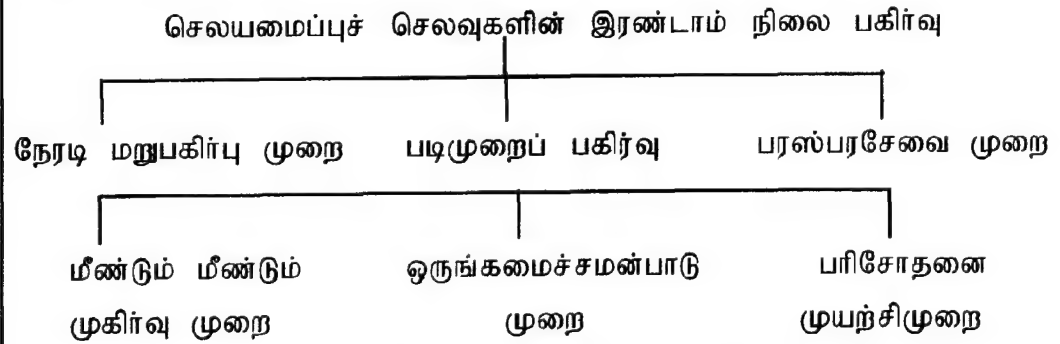 செலயமைப்புச் செலவுகளின் இரண்டாம் நிலை பகிர்வு
நேரடி மறுபகிர்பு முறை படிமுறைப் பகிர்வு பரஸ்பரசேவை முறை
மீண்டும் மீண்டும் ஒருங்கமைச்சமன்பாடு பரிசோதனை
முகிர்வு முறை முறை முயற்சிமுறை